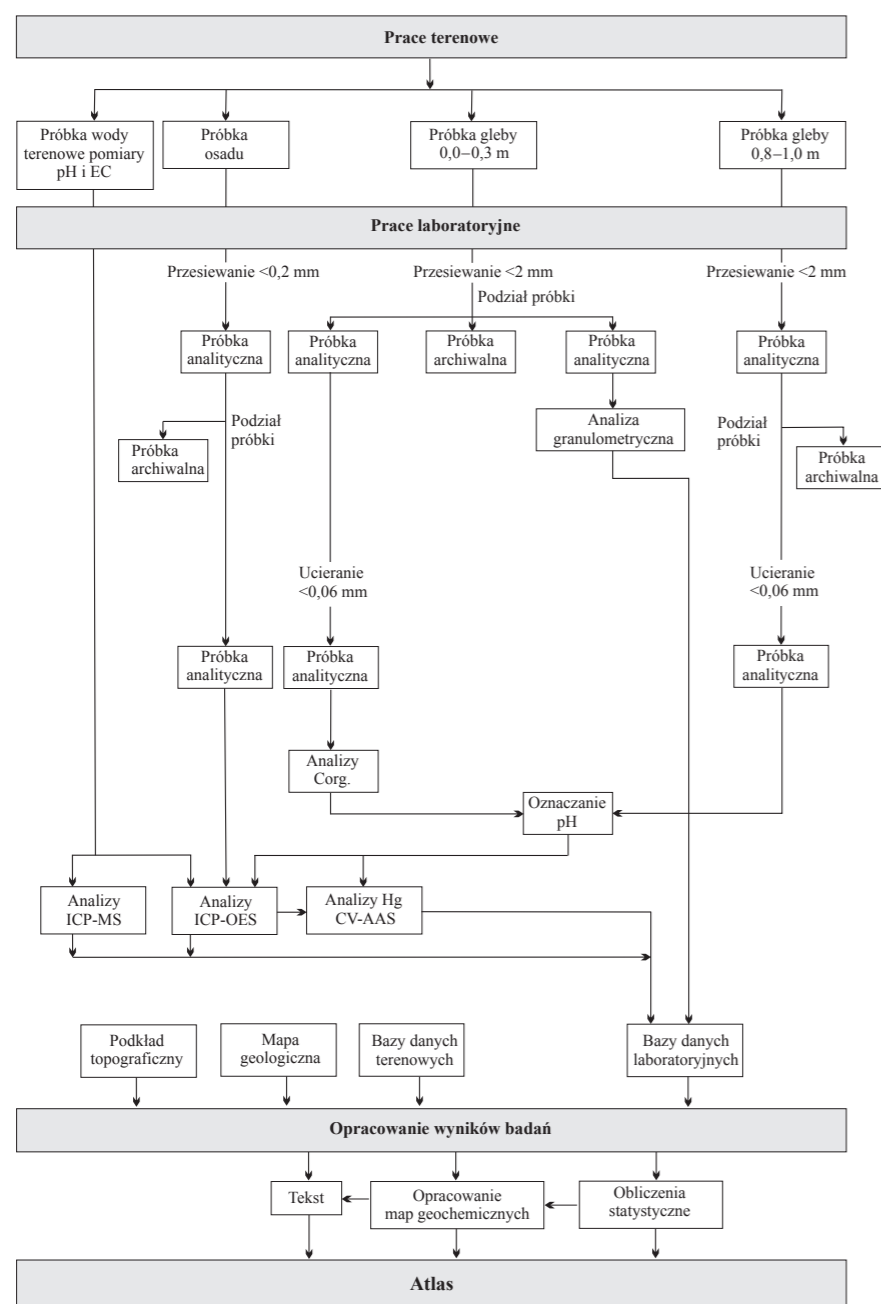 Prace terenowe
Próbka wody
terenowe pomiary
pH i EC
Próbka
osadu
Próbka gleby
0,0–0,3 m
Próbka gleby
0,8–1,0 m
Prace laboratoryjne
Przesiewanie <0,2 mm
Przesiewanie <2 mm
Przesiewanie <2 mm
Podział próbki
Próbka
analityczna
Próbka
analityczna
Próbka
archiwalna
Próbka
analityczna
Próbka
analityczna
Podział
próbki
Próbka
archiwalna
Analiza
granulometryczna
Podział
próbki
Próbka
archiwalna
Ucieranie
<0,06 mm
Ucieranie
<0,06 mm
Próbka
analityczna
Próbka
analityczna
Próbka
analityczna
Analizy
Corg.
Oznaczanie
pH
Analizy
ICP-MS
Analizy
ICP-OES
Analizy Hg
CV-AAS
Podkład
topograficzny
Mapa
geologiczna
Bazy danych
terenowych
Bazy danych
laboratoryjnych
Opracowanie wyników badań
Tekst
Opracowanie
map geochemicznych
Obliczenia
statystyczne
Atlas